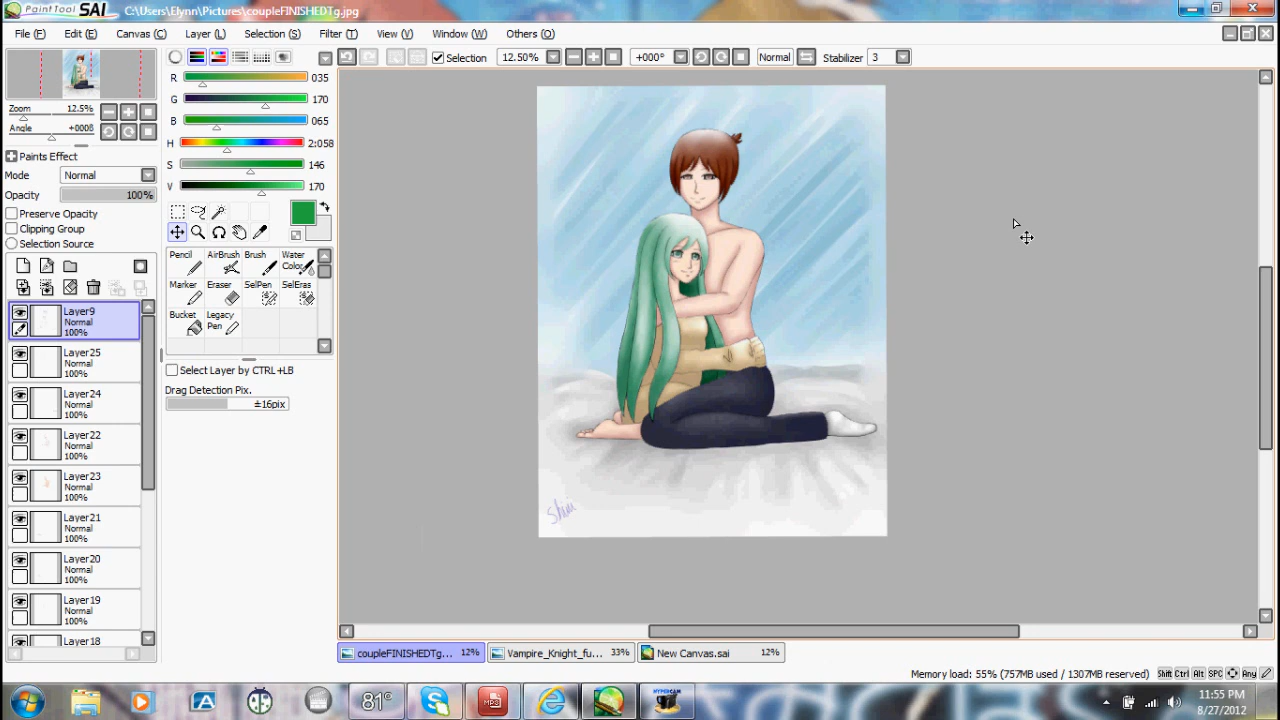 PaintTool SAI C:\Users\Elynn\Pictures\coupleFINISHEDTg.jpg
File (F) Edit (E) Canvas (C) Layer (L) Selection (S) Filter (T) View (V) Window (W) Others (O)
Selection 12.50% +000° Normal Stabilizer 3
R 035
G 170
B 065
H 2:058
S 146
V 170
Zoom 12.5%
Angle +000δ
Paints Effect
Mode Normal
Opacity 100%
Preserve Opacity
Clipping Group
Selection Source
Pencil AirBrush Brush Water Color
Marker Eraser SelPen SelEras
Bucket Legacy Pen
Select Layer by CTRL+LB
Drag Detection Pix.
±16pix
Layer9
Normal
100%
Layer25
Normal
100%
Layer24
Normal
100%
Layer22
Normal
100%
Layer23
Normal
100%
Layer21
Normal
100%
Layer20
Normal
100%
Layer19
Normal
100%
Layer18
coupleFINISHEDTg... 12% Vampire_Knight_fu... 33% New Canvas.sai 12%
Memory load: 55% (757MB used / 1307MB reserved) Shift Ctrl Alt SPC Any
81° MP3 HYPERCAM
11:55 PM
8/27/2012